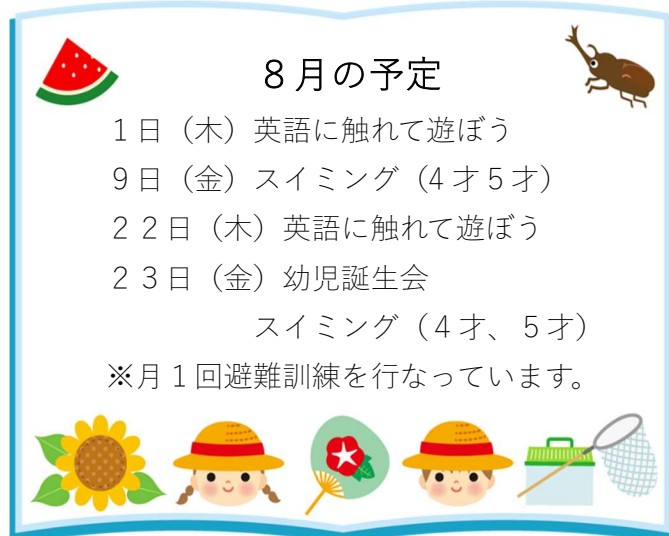 ８月の予定
１日（木）英語に触れて遊ぼう
９日（金）スイミング（4才5才）
２２日（木）英語に触れて遊ぼう
２３日（金）幼児誕生会
スイミング（４才、５才）
※月１回避難訓練を行なっています。